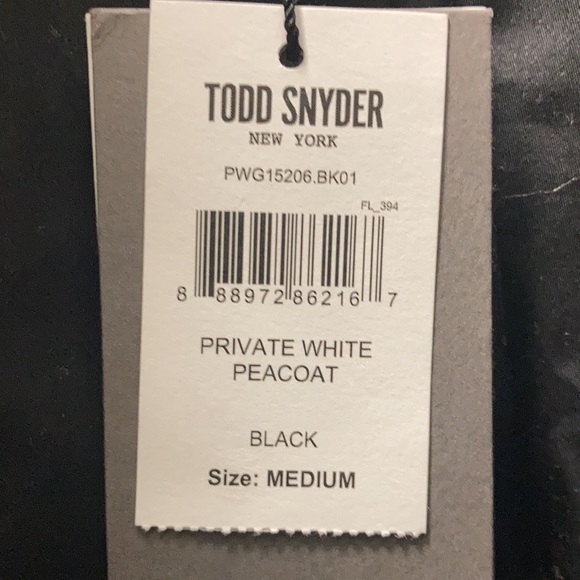 TODD SNYDER
NEW YORK
PWG15206.BK01
FL_394
8 88972 86216 7
PRIVATE WHITE
PEACOAT
BLACK
Size: MEDIUM